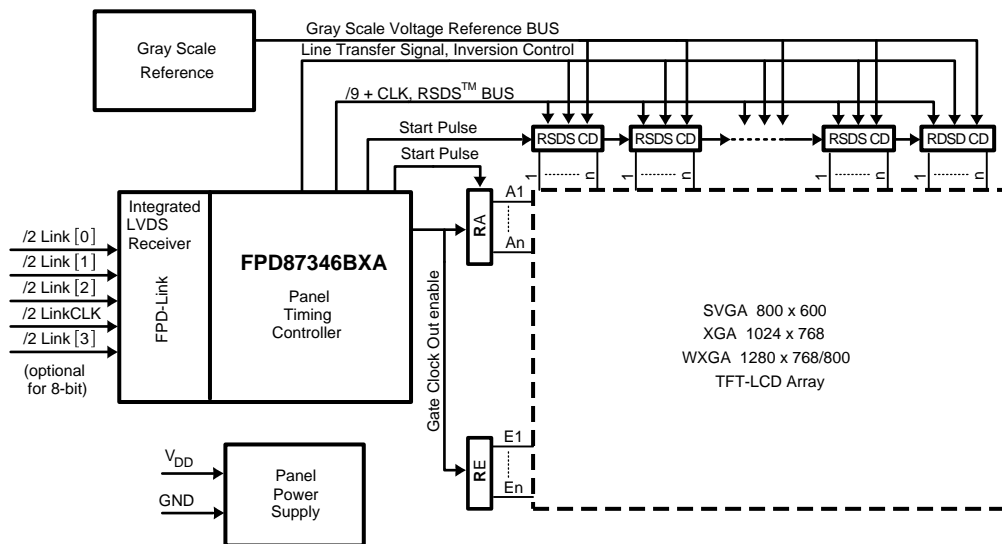 Gray Scale
Reference
Gray Scale Voltage Reference BUS
Line Transfer Signal, Inversion Control
/9 + CLK, RSDS™ BUS
Start Pulse
Start Pulse
RSDS CD
RSDS CD
RSDS CD
RDSD CD
1 n
1 n
1 n
1 n
Integrated
LVDS
Receiver
FPD-Link
FPD87346BXA
Panel
Timing
Controller
/2 Link [0]
/2 Link [1]
/2 Link [2]
/2 LinkCLK
/2 Link [3]
(optional
for 8-bit)
Gate Clock Out enable
RA
A1
An
RE
E1
En
SVGA 800 x 600
XGA 1024 x 768
WXGA 1280 x 768/800
TFT-LCD Array
VDD
GND
Panel
Power
Supply